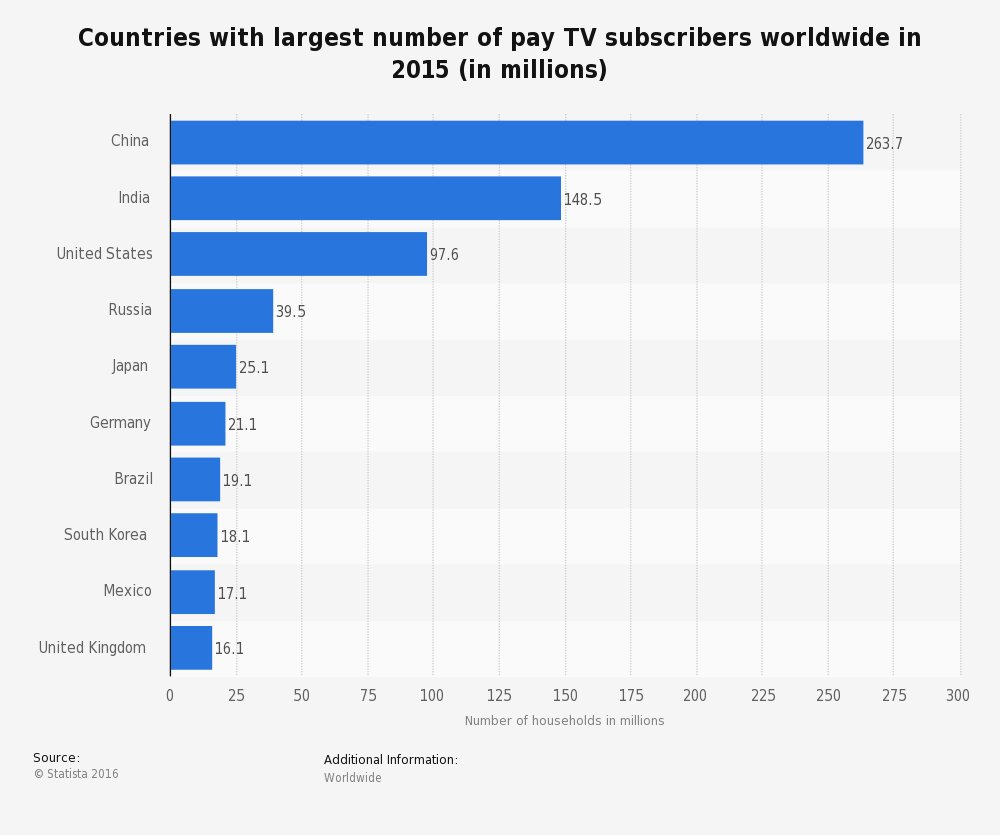 Countries with largest number of pay TV subscribers worldwide in
2015 (in millions)
China 263.7
India 148.5
United States 97.6
Russia 39.5
Japan 25.1
Germany 21.1
Brazil 19.1
South Korea 18.1
Mexico 17.1
United Kingdom 16.1
0 25 50 75 100 125 150 175 200 225 250 275 300
Number of households in millions
Source:
© Statista 2016
Additional Information:
Worldwide